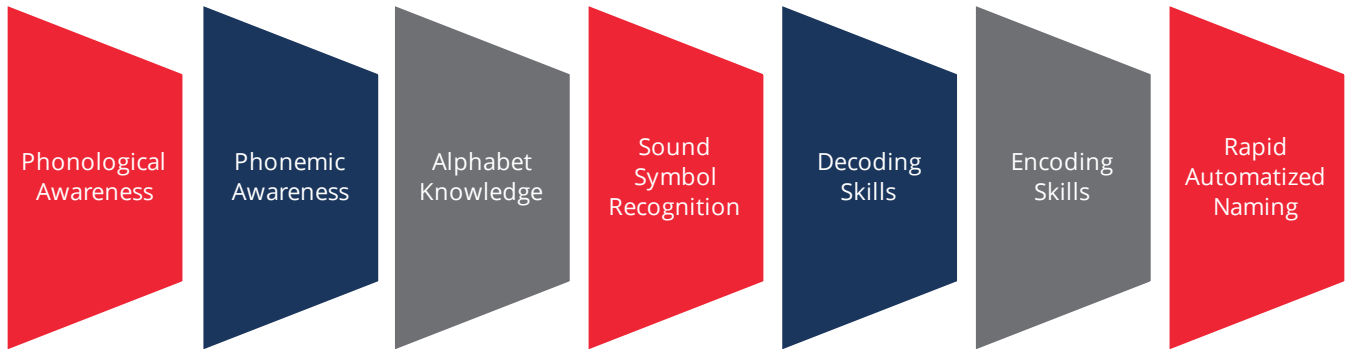 Phonological
Awareness
Phonemic
Awareness
Alphabet
Knowledge
Sound
Symbol
Recognition
Decoding
Skills
Encoding
Skills
Rapid
Automatized
Naming